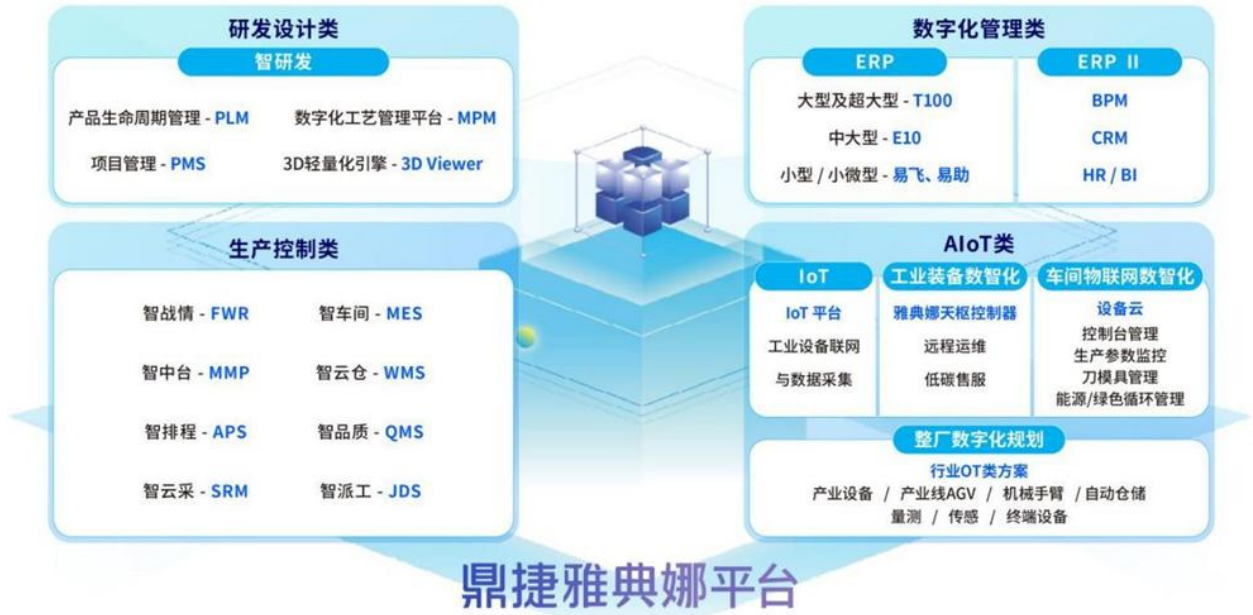 研发设计类
智研发
产品生命周期管理 - PLM
数字化工艺管理平台 - MPM
项目管理 - PMS
3D轻量化引擎 - 3D Viewer
数字化管理类
ERP
大型及超大型 - T100
中大型 - E10
小型 / 小微型 - 易飞、易助
ERP II
BPM
CRM
HR / BI
生产控制类
智战情 - FWR
智车间 - MES
智中台 - MMP
智云仓 - WMS
智排程 - APS
智品质 - QMS
智云采 - SRM
智派工 - JDS
AIoT类
IoT
IoT 平台
工业设备联网
与数据采集
工业装备数智化
雅典娜天枢控制器
远程运维
低碳售服
车间物联网数智化
设备云
控制台管理
生产参数监控
刀模具管理
能源/绿色循环管理
整厂数字化规划
行业OT类方案
产业设备 / 产业线AGV / 机械手臂 / 自动仓储
量测 / 传感 / 终端设备
鼎捷雅典娜平台